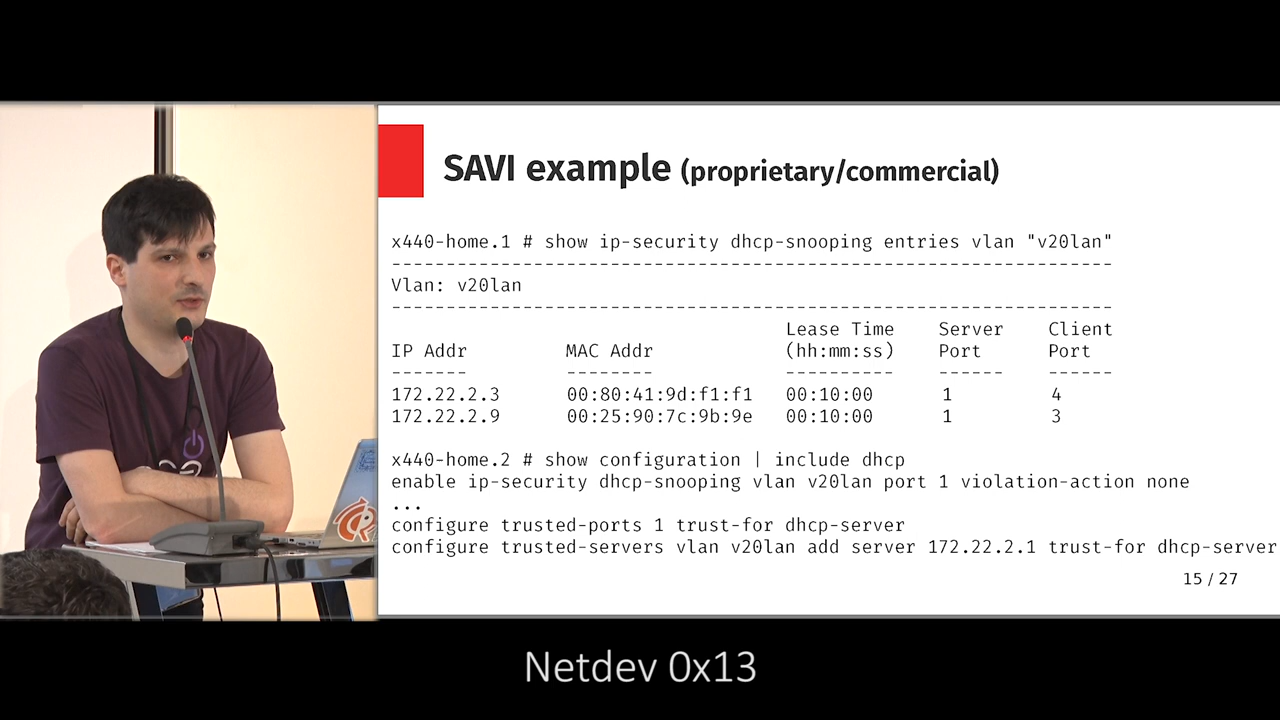 SAVI example (proprietary/commercial)
x440-home.1 # show ip-security dhcp-snooping entries vlan "v20lan"
------------------------------------------------------------------
Vlan: v20lan
------------------------------------------------------------------
Lease Time Server Client
IP Addr MAC Addr (hh:mm:ss) Port Port
------- -------- ---------- ------ ------
172.22.2.3 00:80:41:9d:f1:f1 00:10:00 1 4
172.22.2.9 00:25:90:7c:9b:9e 00:10:00 1 3
x440-home.2 # show configuration | include dhcp
enable ip-security dhcp-snooping vlan v20lan port 1 violation-action none
...
configure trusted-ports 1 trust-for dhcp-server
configure trusted-servers vlan v20lan add server 172.22.2.1 trust-for dhcp-server
15 / 27
Netdev 0x13